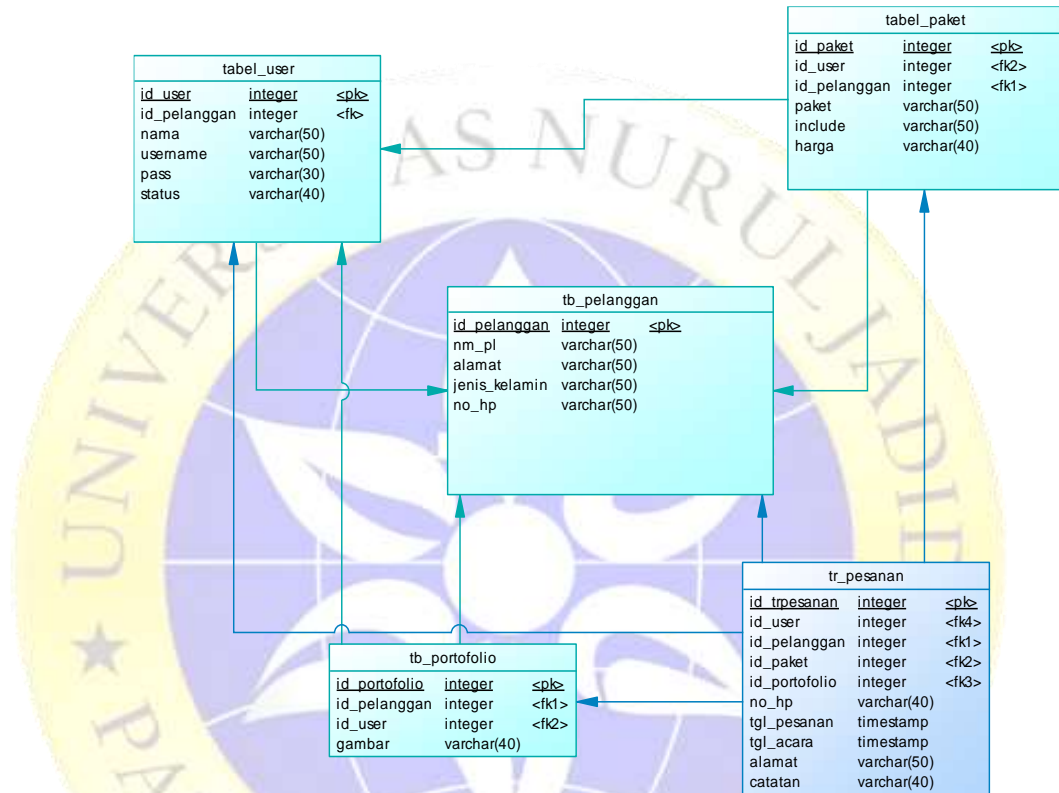 tabel_paket
id_paket integer <pk>
id_user integer <fk2>
id_pelanggan integer <fk1>
paket varchar(50)
include varchar(50)
harga varchar(40)
tabel_user
id_user integer <pk>
id_pelanggan integer <fk>
nama varchar(50)
username varchar(50)
pass varchar(30)
status varchar(40)
tb_pelanggan
id_pelanggan integer <pk>
nm_pl varchar(50)
alamat varchar(50)
jenis_kelamin varchar(50)
no_hp varchar(50)
tr_pesanan
id_trpesanan integer <pk>
id_user integer <fk4>
id_pelanggan integer <fk1>
id_paket integer <fk2>
id_portofolio integer <fk3>
no_hp varchar(40)
tgl_pesanan timestamp
tgl_acara timestamp
alamat varchar(50)
catatan varchar(40)
tb_portofolio
id_portofolio integer <pk>
id_pelanggan integer <fk1>
id_user integer <fk2>
gambar varchar(40)
UNIVERS AS NURUL JADID
★ PA